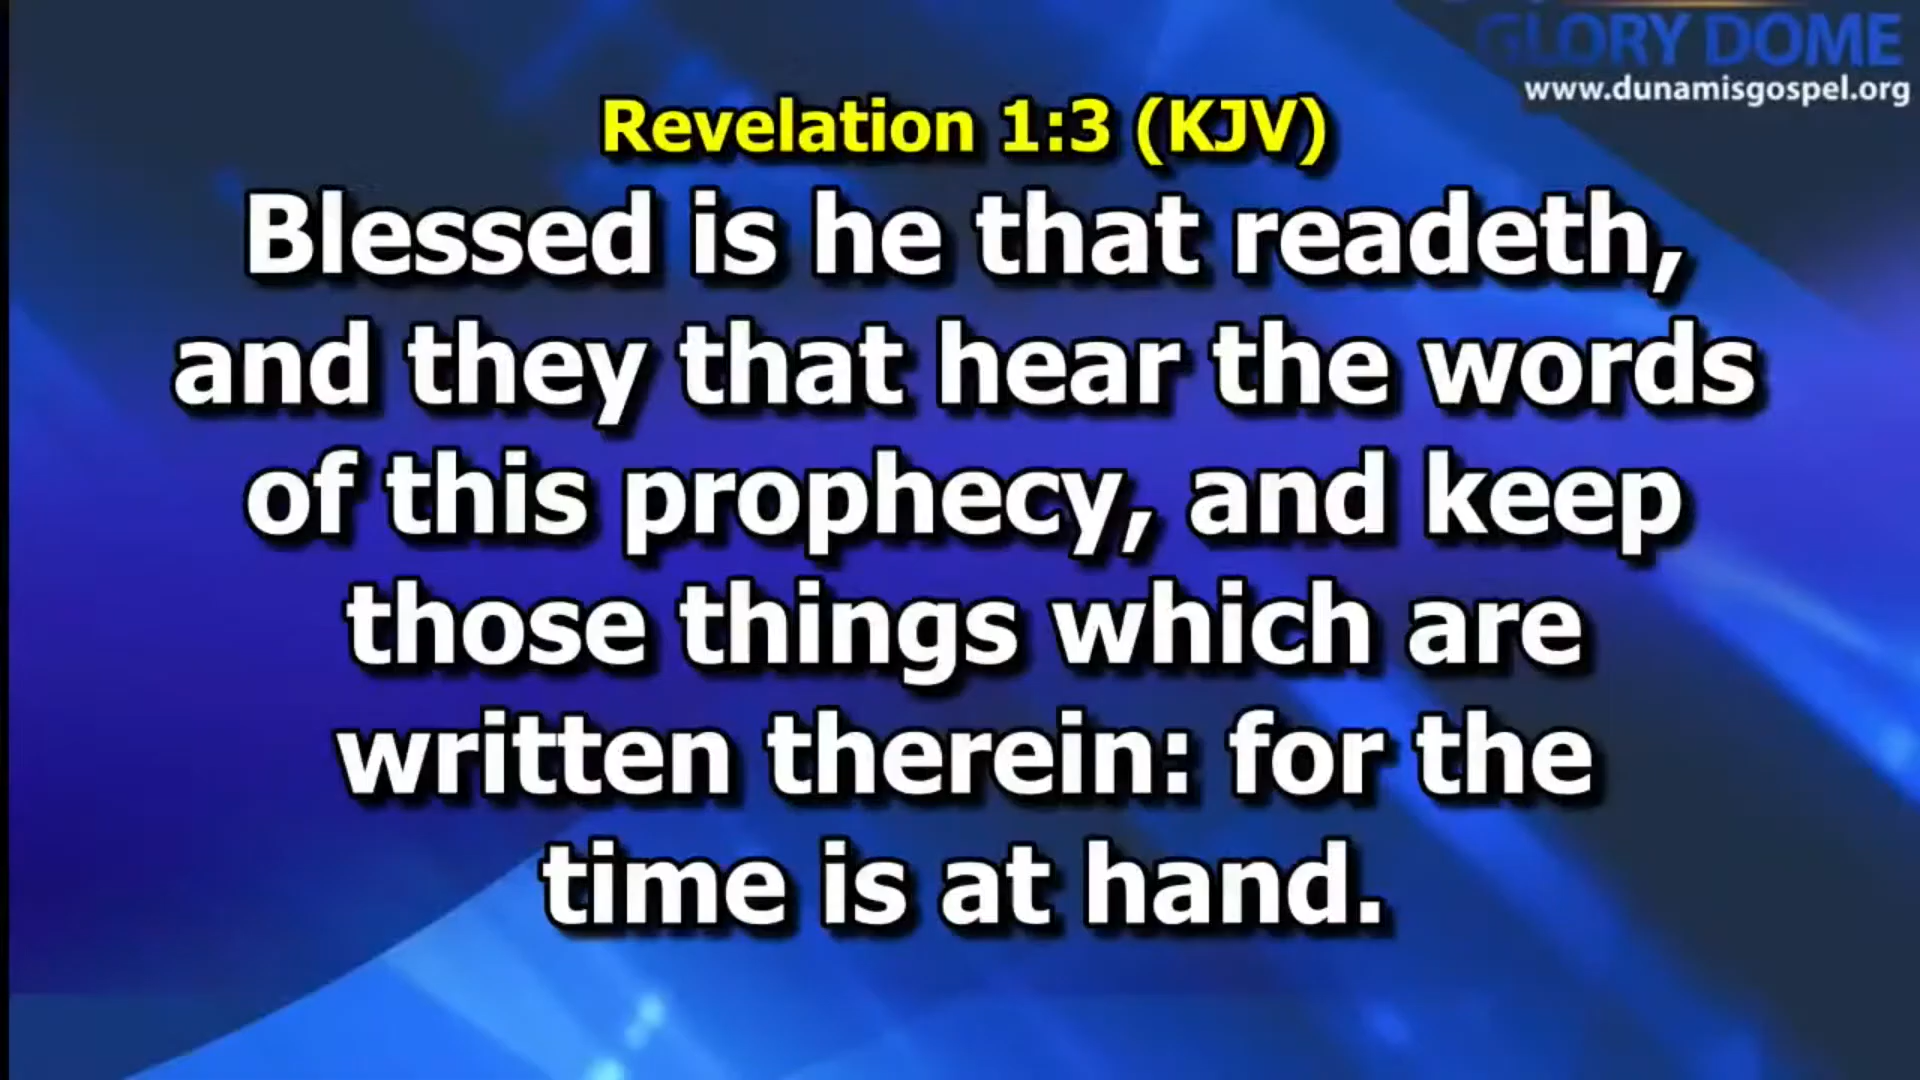 GLORY DOME
www.dunamisgospel.org
Revelation 1:3 (KJV)
Blessed is he that readeth,
and they that hear the words
of this prophecy, and keep
those things which are
written therein: for the
time is at hand.